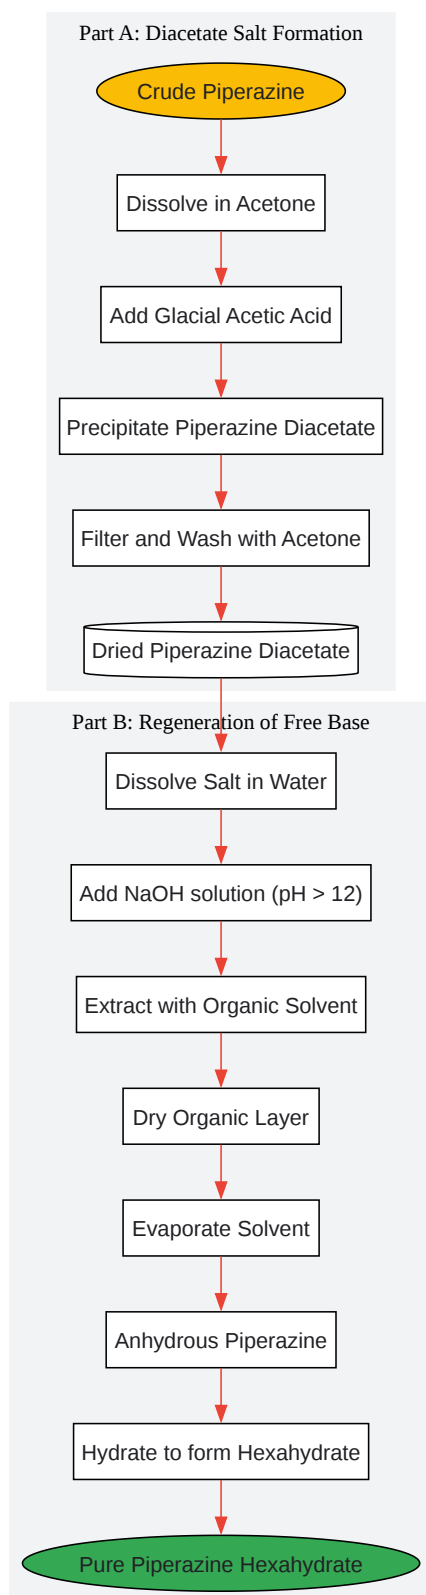 Part A: Diacetate Salt Formation
Crude Piperazine
Dissolve in Acetone
Add Glacial Acetic Acid
Precipitate Piperazine Diacetate
Filter and Wash with Acetone
Dried Piperazine Diacetate
Part B: Regeneration of Free Base
Dissolve Salt in Water
Add NaOH solution (pH > 12)
Extract with Organic Solvent
Dry Organic Layer
Evaporate Solvent
Anhydrous Piperazine
Hydrate to form Hexahydrate
Pure Piperazine Hexahydrate